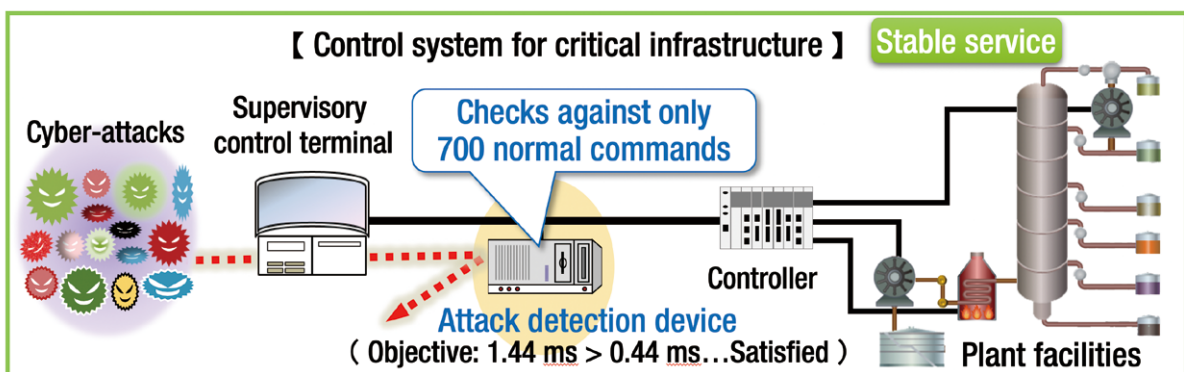 【 Control system for critical infrastructure 】
Stable service
Cyber-attacks
Supervisory
control terminal
Checks against only
700 normal commands
Controller
Attack detection device
( Objective: 1.44 ms > 0.44 ms…Satisfied )
Plant facilities